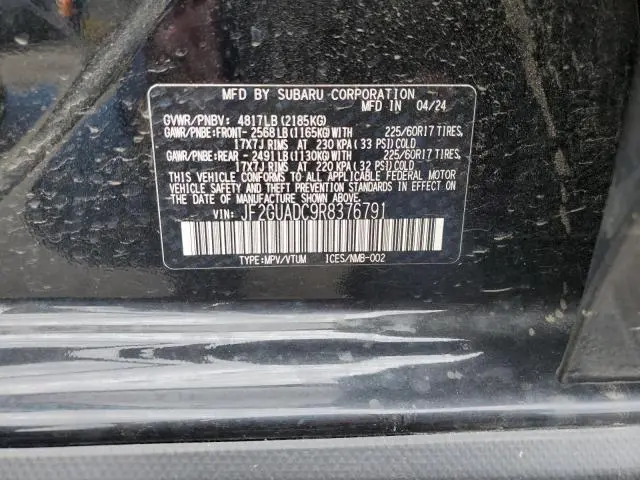 MFD BY SUBARU CORPORATION
MFD IN 04/24
GVWR/PNBV: 4817LB (2185KG)
GAWR/PNBE:FRONT-2568LB(1165KG)WITH 225/60R17 TIRES,
17X7J RIMS AT 230 KPA (33 PSI)COLD
GAWR/PNBE:REAR -2491LB(1130KG)WITH 225/60R17 TIRES,
17X7J RIMS AT 220 KPA (32 PSI)COLD
THIS VEHICLE CONFORMS TO ALL APPLICABLE FEDERAL MOTOR
VEHICLE SAFETY, BUMPER, AND THEFT PREVENTION STANDARDS IN EFFECT ON
THE DATE OF MANUFACTURE SHOWN ABOVE.
VIN: JF2GUADC9R8376791
TYPE:MPV/VTUM ICES/NMB-002